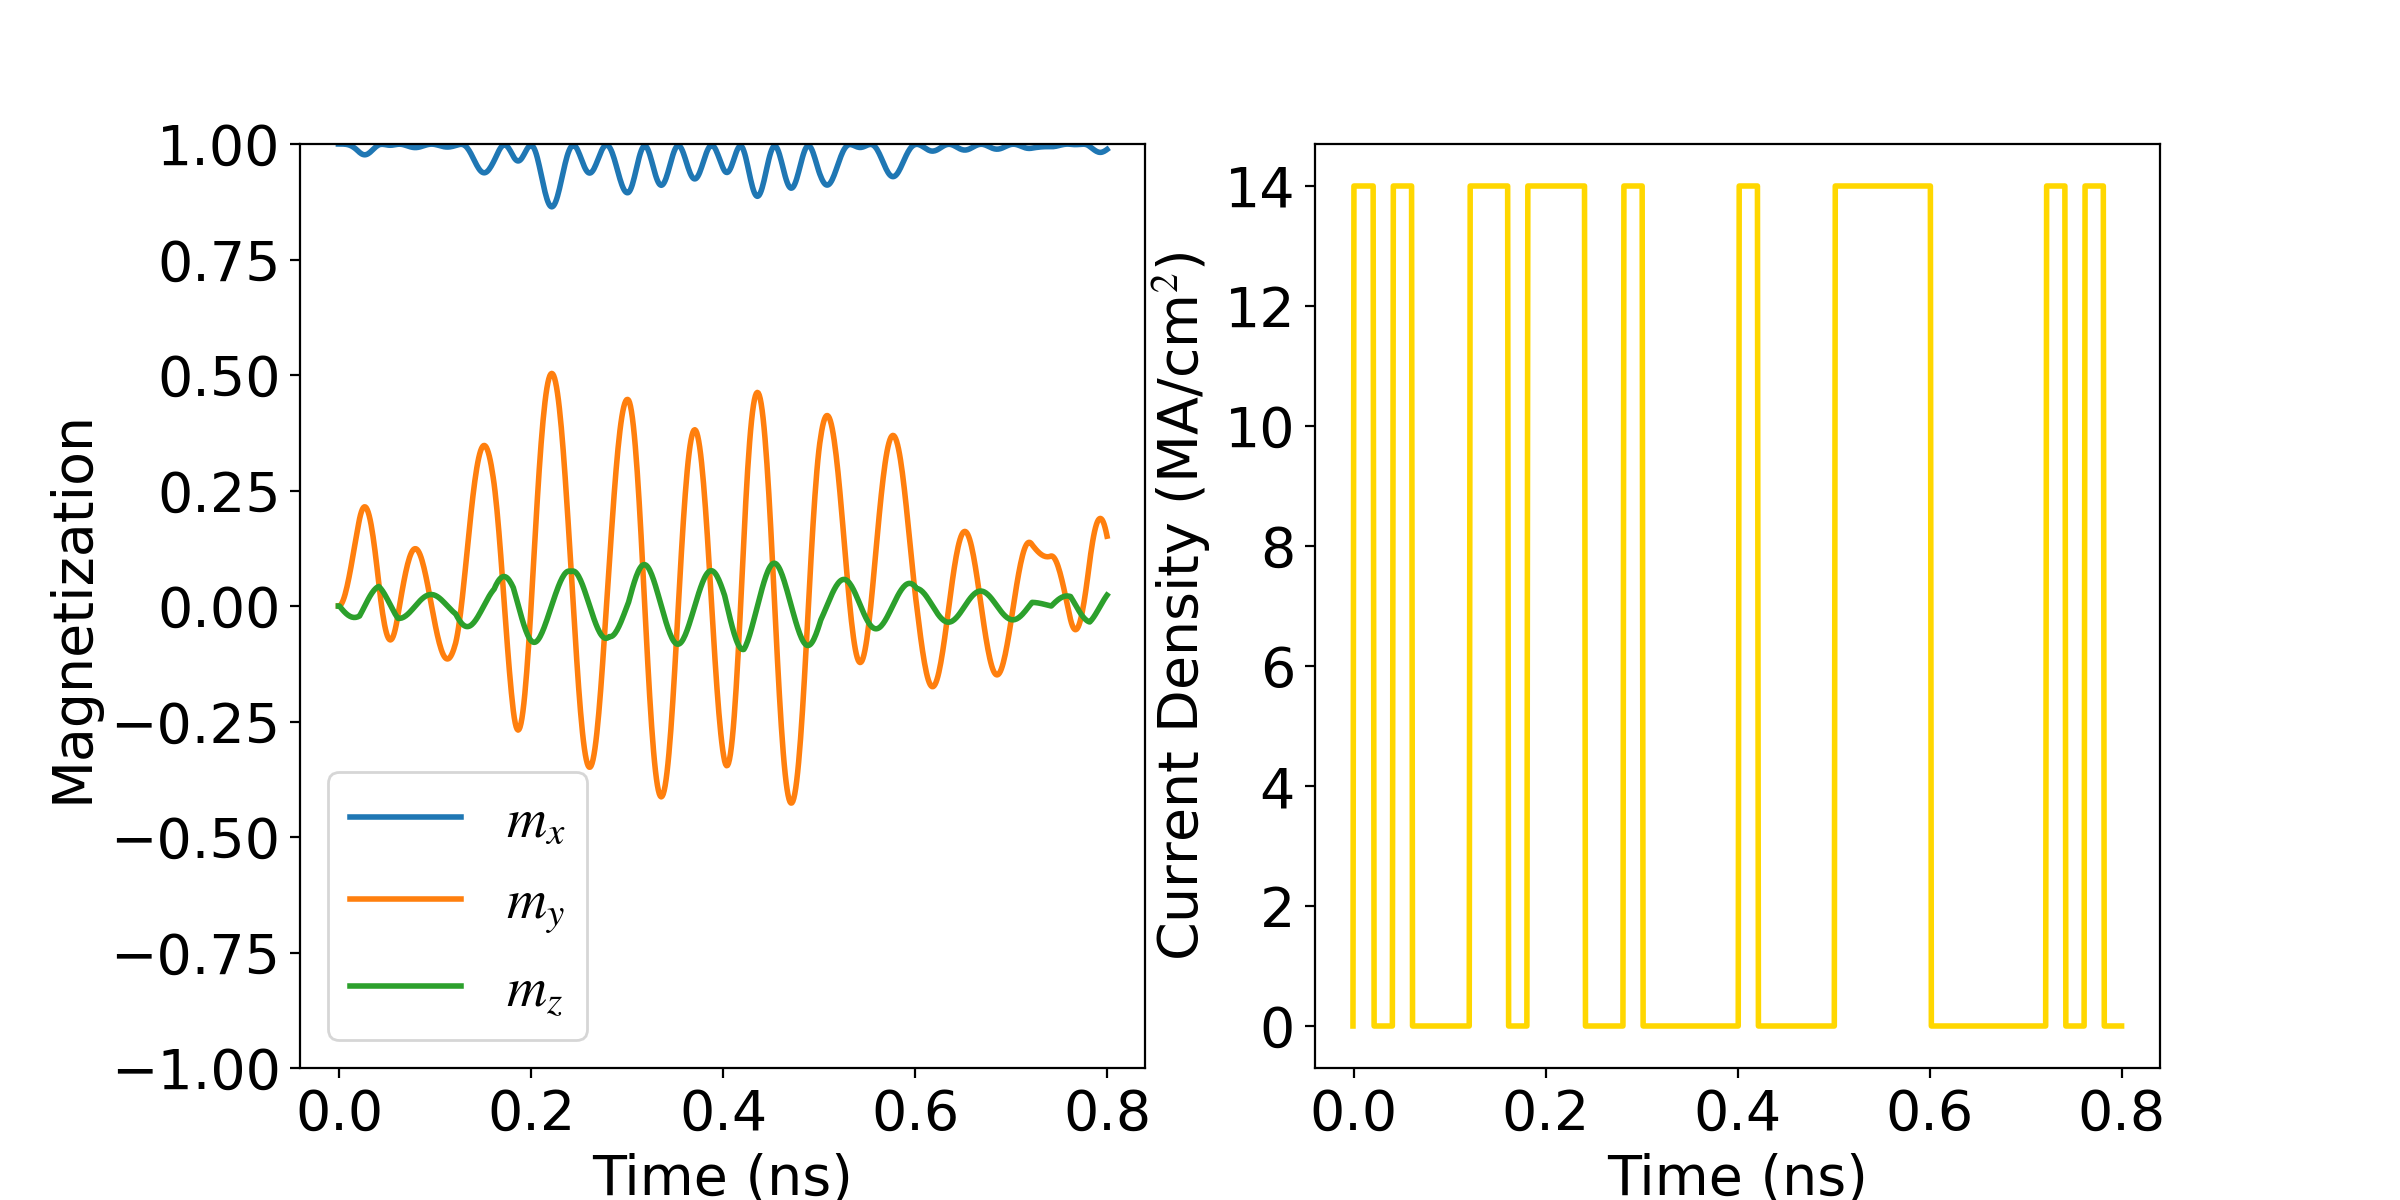 Magnetization
1.00
0.75
0.50
0.25
0.00
−0.25
−0.50
−0.75
−1.00
m_x
m_y
m_z
0.0 0.2 0.4 0.6 0.8
Time (ns)
Current Density (MA/cm²)
14
12
10
8
6
4
2
0
0.0 0.2 0.4 0.6 0.8
Time (ns)